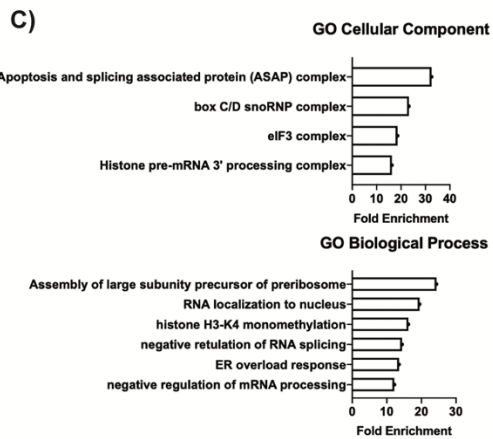 C)
GO Cellular Component
Apoptosis and splicing associated protein (ASAP) complex
box C/D snoRNP complex
eIF3 complex
Histone pre-mRNA 3' processing complex
0 10 20 30 40
Fold Enrichment
GO Biological Process
Assembly of large subunity precursor of preribosome
RNA localization to nucleus
histone H3-K4 monomethylation
negative retulation of RNA splicing
ER overload response
negative regulation of mRNA processing
0 10 20 30
Fold Enrichment